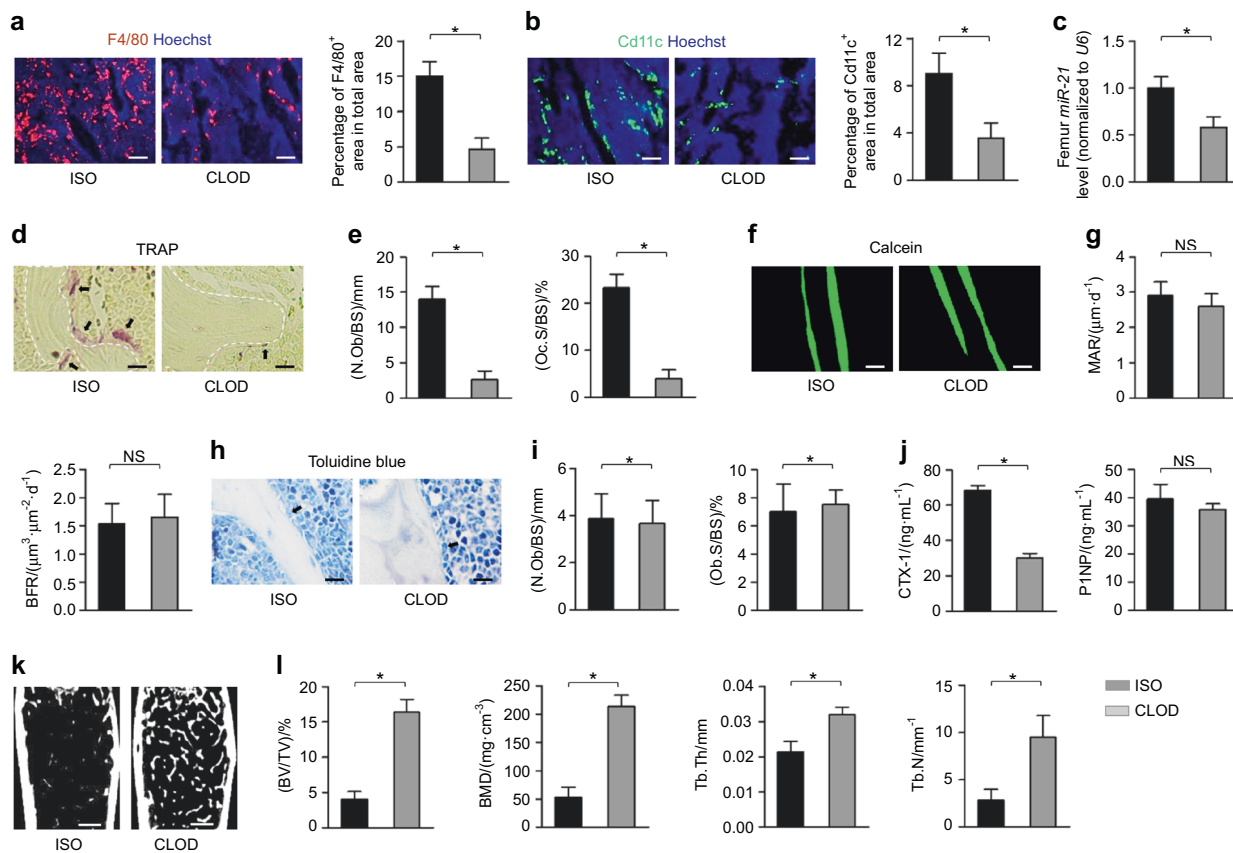 a
F4/80 Hoechst
ISO
CLOD
Percentage of F4/80+
area in total area
20
15
10
5
0
*
b
Cd11c Hoechst
ISO
CLOD
Percentage of Cd11c+
area in total area
12
8
4
0
*
c
Femur miR-21
level (normalized to U6)
1.5
1.0
0.5
0.0
*
d
TRAP
ISO
CLOD
e
(N.Ob/BS)/mm
20
15
10
5
0
*
(Oc.S/BS)/%
30
20
10
0
*
f
Calcein
ISO
CLOD
g
MAR/(μm·d⁻¹)
4
3
2
1
0
NS
BFR/(μm³·μm⁻²·d⁻¹)
2.5
2.0
1.5
1.0
0.5
0.0
NS
h
Toluidine blue
ISO
CLOD
i
(N.Ob/BS)/mm
6
4
2
0
*
(Ob.S/BS)/%
10
8
6
4
2
0
*
j
CTX-1/(ng·mL⁻¹)
80
60
40
20
0
*
P1NP/(ng·mL⁻¹)
50
40
30
20
10
0
NS
k
ISO
CLOD
l
(BV/TV)/%
20
15
10
5
0
*
BMD/(mg·cm⁻³)
250
200
150
100
50
0
*
Tb.Th/mm
0.04
0.03
0.02
0.01
0.00
*
Tb.N/mm⁻¹
15
10
5
0
*
ISO
CLOD